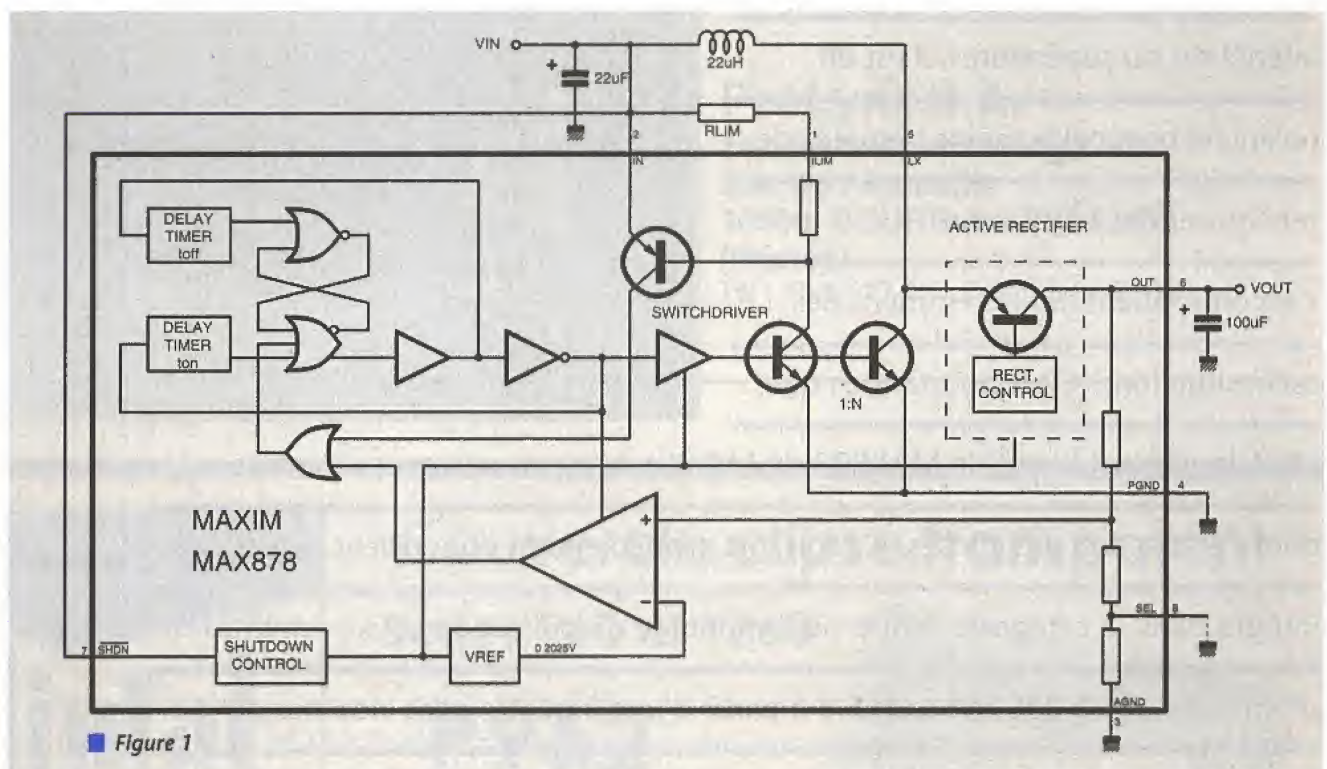 VIN
22uF
22uH
RLIM
2
IN
1
ILIM
5
LX
DELAY
TIMER
toff
DELAY
TIMER
ton
SWITCHDRIVER
1:N
ACTIVE RECTIFIER
RECT.
CONTROL
OUT
6
VOUT
100uF
PGND
4
MAXIM
MAX878
+
-
SEL
8
7
SHDN
SHUTDOWN
CONTROL
VREF
0.2025V
AGND
3
Figure 1